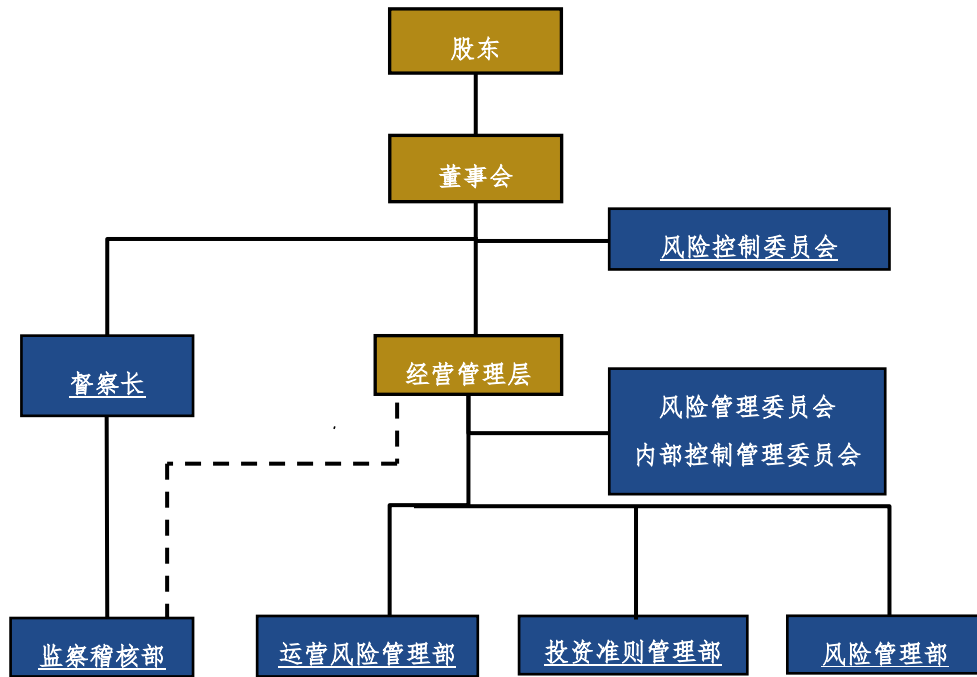 股东
董事会
风险控制委员会
督察长
经营管理层
风险管理委员会
内部控制管理委员会
监察稽核部
运营风险管理部
投资准则管理部
风险管理部